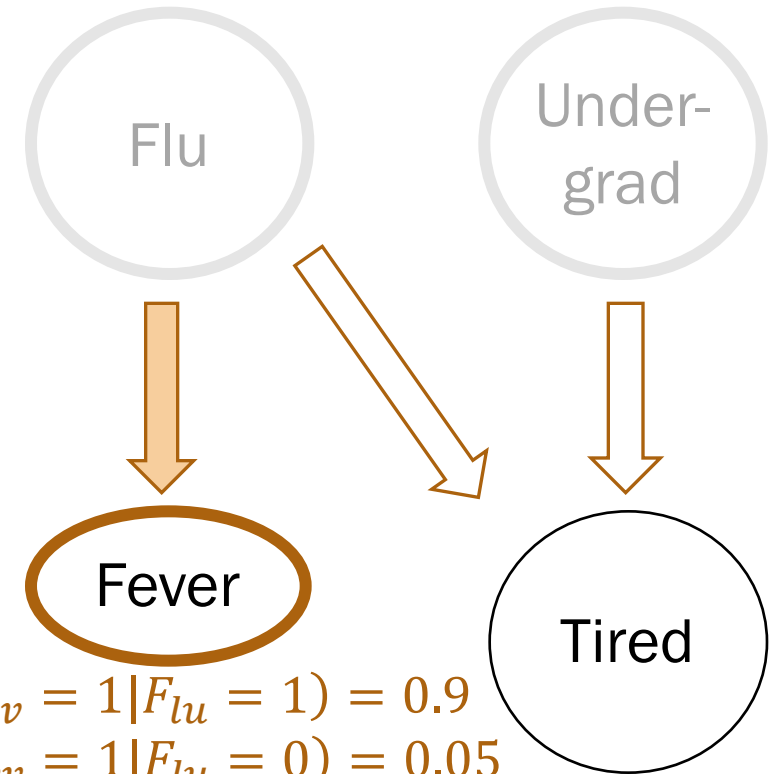 Flu
Under-
grad
Fever
Tired
v = 1|F_{lu} = 1) = 0.9
= 1|F_{lu} = 0) = 0.05